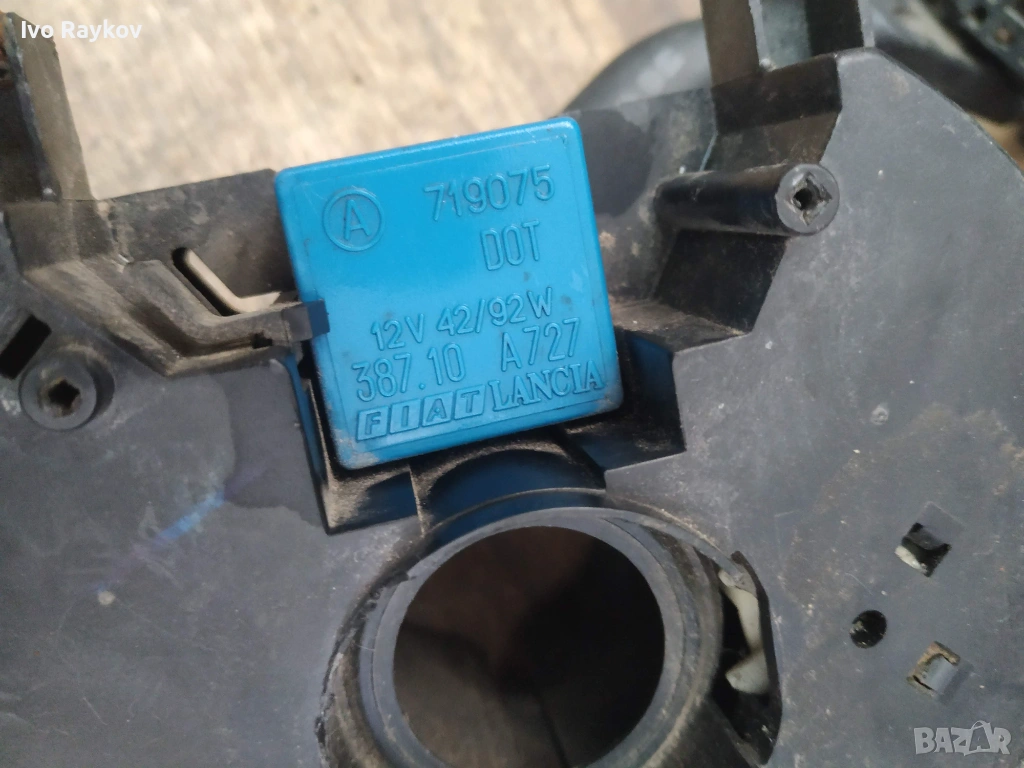 Ivo Raykov
A 719075
DOT
12V 42/92W
387.10 A727
FIAT LANCIA
BAZAR